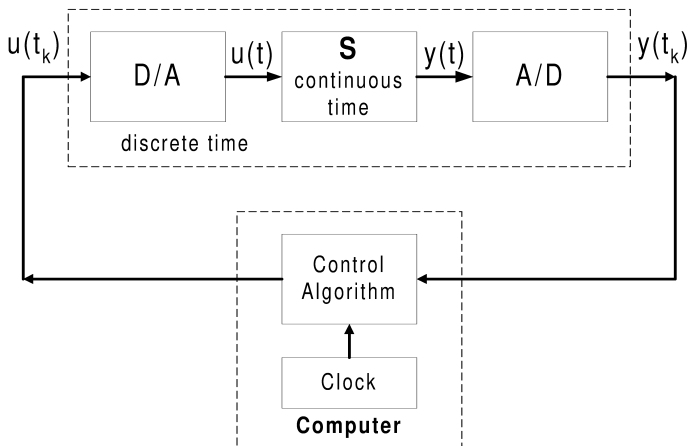 u(t_k)
D/A
u(t)
S
continuous
time
y(t)
A/D
y(t_k)
discrete time
Control
Algorithm
Clock
Computer